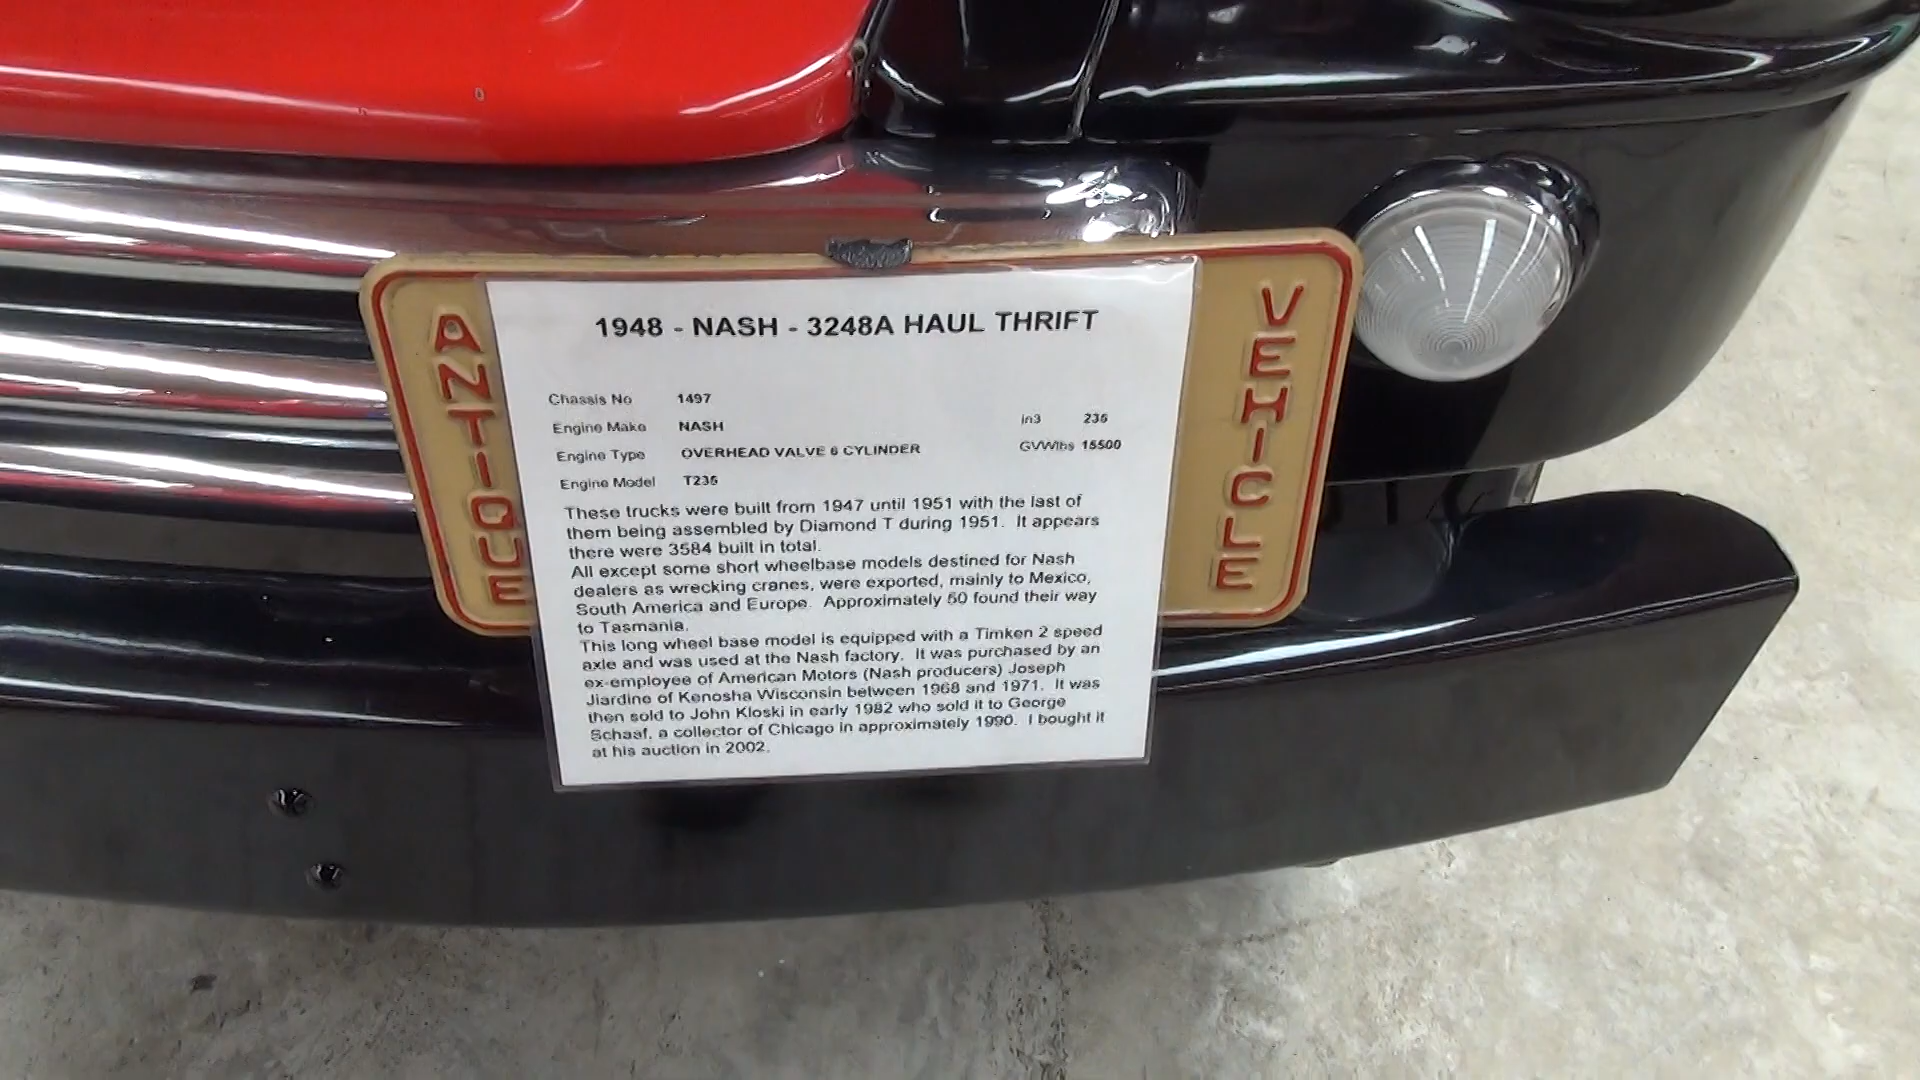 ANTIQUE
VEHICLE
1948 - NASH - 3248A HAUL THRIFT
Chassis No 1497
Engine Make NASH in3 236
Engine Type OVERHEAD VALVE 6 CYLINDER GVWlbs 15500
Engine Model T236
These trucks were built from 1947 until 1951 with the last of
them being assembled by Diamond T during 1951. It appears
there were 3584 built in total.
All except some short wheelbase models destined for Nash
dealers as wrecking cranes, were exported, mainly to Mexico,
South America and Europe. Approximately 50 found their way
to Tasmania.
This long wheel base model is equipped with a Timken 2 speed
axle and was used at the Nash factory. It was purchased by an
ex-employee of American Motors (Nash producers) Joseph
Jiardine of Kenosha Wisconsin between 1968 and 1971. It was
then sold to John Kloski in early 1982 who sold it to George
Schaaf, a collector of Chicago in approximately 1990. I bought it
at his auction in 2002.